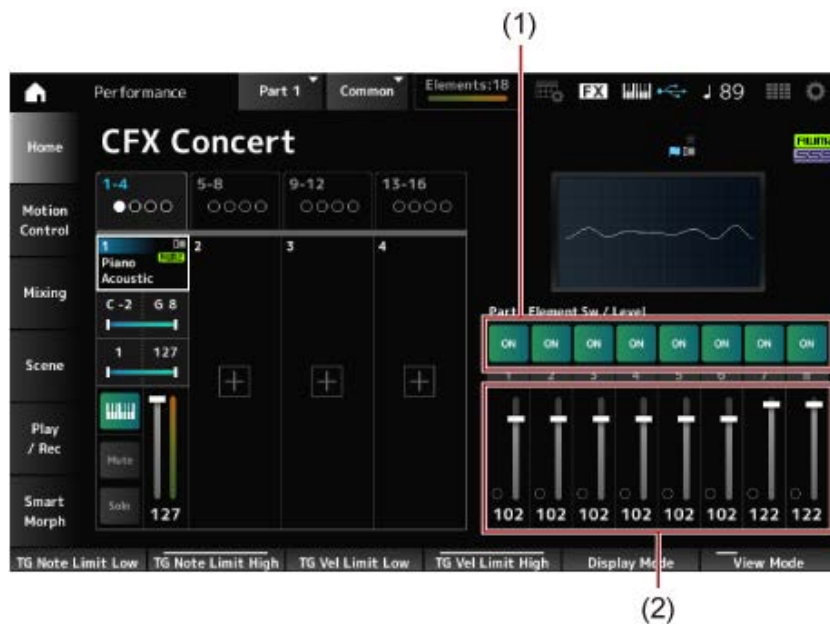 (1)
Performance Part 1 Common Elements:18 FX 89
Home
CFX Concert
1-4 5-8 9-12 13-16
Motion
Control
1 2 3 4
Piano
Acoustic
C -2 G 8
Mixing
Part Element Sw / Level
ON ON ON ON ON ON ON ON
1 127
1 2 3 4 5 6 7 8
Scene
Play
/ Rec
Mute
Smart
Morph
Solo
127
102 102 102 102 102 102 122 122
TG Note Limit Low TG Note Limit High TG Vel Limit Low TG Vel Limit High Display Mode View Mode
(2)